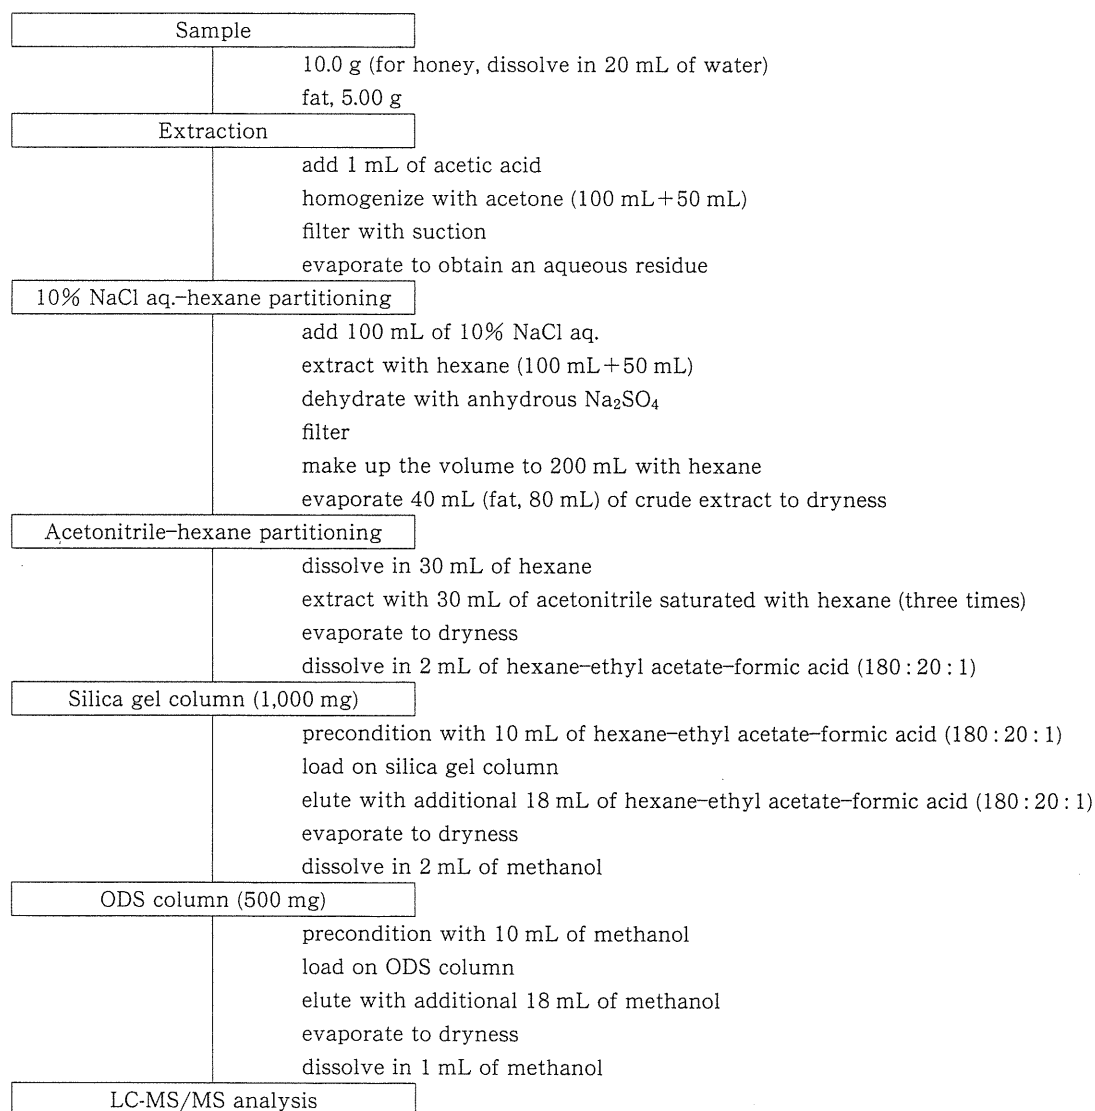 Sample
10.0 g (for honey, dissolve in 20 mL of water)
fat, 5.00 g
Extraction
add 1 mL of acetic acid
homogenize with acetone (100 mL+50 mL)
filter with suction
evaporate to obtain an aqueous residue
10% NaCl aq.–hexane partitioning
add 100 mL of 10% NaCl aq.
extract with hexane (100 mL+50 mL)
dehydrate with anhydrous Na₂SO₄
filter
make up the volume to 200 mL with hexane
evaporate 40 mL (fat, 80 mL) of crude extract to dryness
Acetonitrile–hexane partitioning
dissolve in 30 mL of hexane
extract with 30 mL of acetonitrile saturated with hexane (three times)
evaporate to dryness
dissolve in 2 mL of hexane–ethyl acetate–formic acid (180 : 20 : 1)
Silica gel column (1,000 mg)
precondition with 10 mL of hexane–ethyl acetate–formic acid (180 : 20 : 1)
load on silica gel column
elute with additional 18 mL of hexane–ethyl acetate–formic acid (180 : 20 : 1)
evaporate to dryness
dissolve in 2 mL of methanol
ODS column (500 mg)
precondition with 10 mL of methanol
load on ODS column
elute with additional 18 mL of methanol
evaporate to dryness
dissolve in 1 mL of methanol
LC-MS/MS analysis